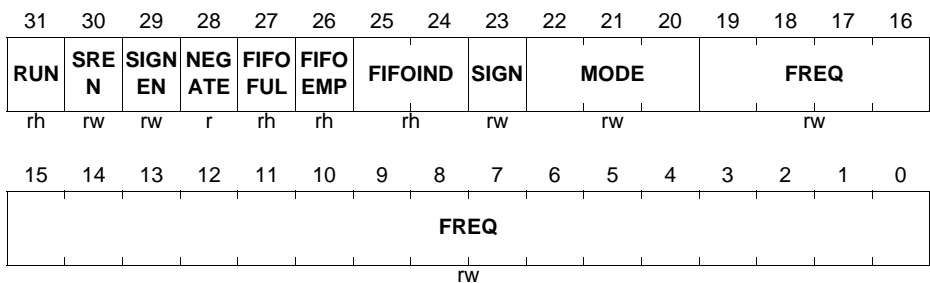 31 30 29 28 27 26 25 24 23 22 21 20 19 18 17 16
RUN SRE SIGN NEG FIFO FIFO FIFOIND SIGN MODE FREQ
N EN ATE FUL EMP
rh rw rw r rh rh rh rw rw rw
15 14 13 12 11 10 9 8 7 6 5 4 3 2 1 0
FREQ
rw